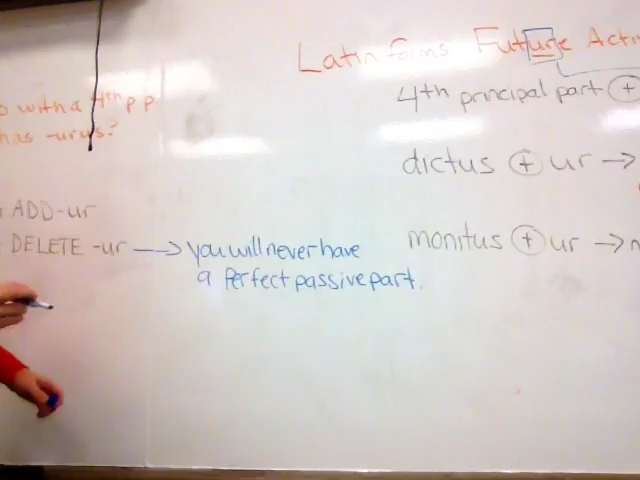 o with a 4th p p
has -urus?
ADD -ur
DELETE -ur → you will never have
a Perfect passive part.
Latin forms Future Acti
4th principal part +
dictus + ur →
monitus + ur →